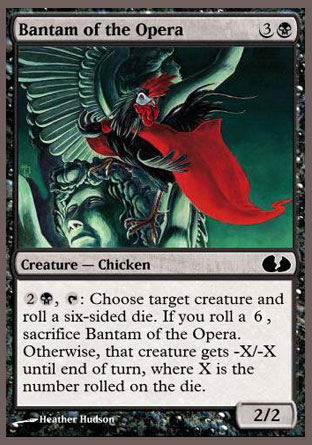 Bantam of the Opera 3
Creature — Chicken
2 , : Choose target creature and
roll a six-sided die. If you roll a 6 ,
sacrifice Bantam of the Opera.
Otherwise, that creature gets -X/-X
until end of turn, where X is the
number rolled on the die.
Heather Hudson
2/2